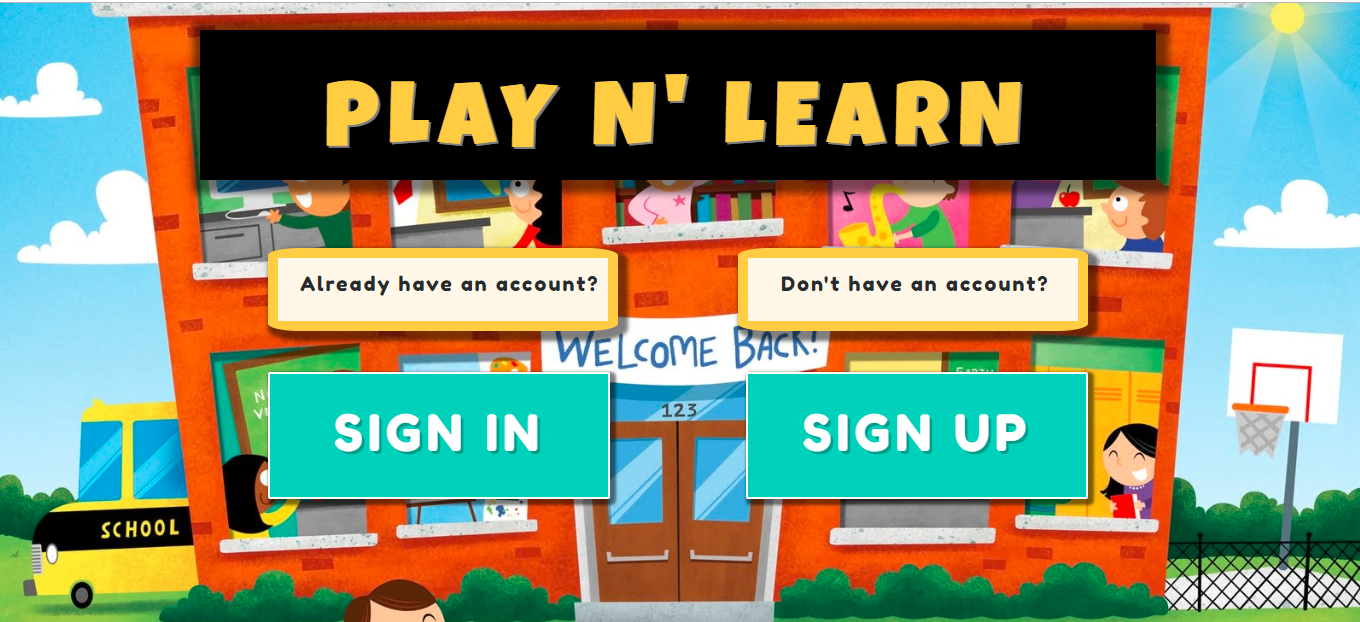 PLAY N' LEARN
Already have an account?
Don't have an account?
WELCOME BACK!
123
SIGN IN
SIGN UP
SCHOOL